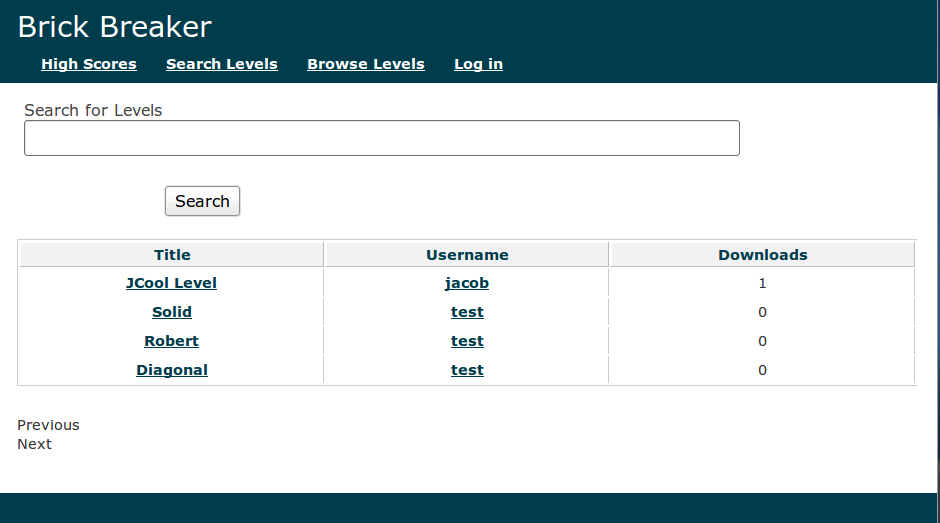 Brick Breaker
High Scores Search Levels Browse Levels Log in
Search for Levels
Search
Title Username Downloads
JCool Level jacob 1
Solid test 0
Robert test 0
Diagonal test 0
Previous
Next